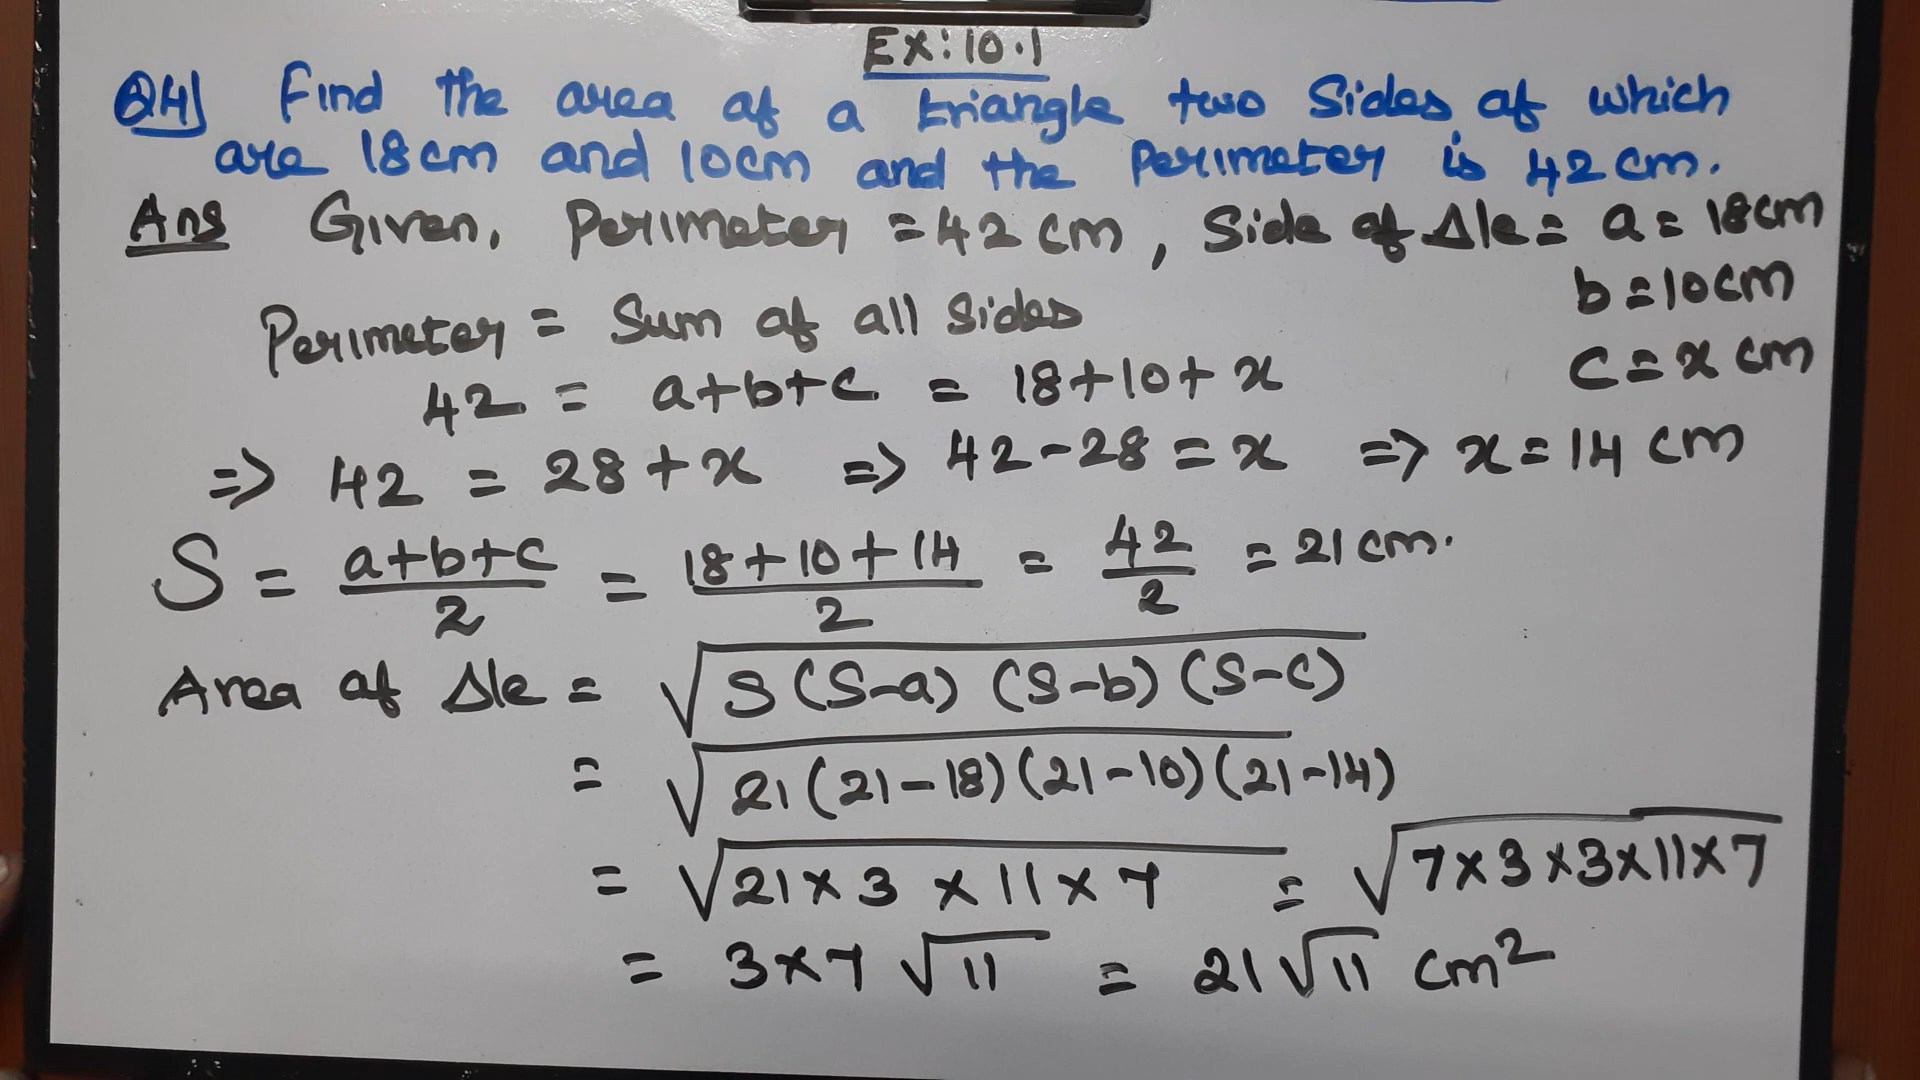 Ex: 10.1
Q4) Find the area of a triangle two Sides of which
are 18cm and 10cm and the Perimeter is 42cm.
Ans Given, Perimeter = 42 cm, Side of Δle = a = 18cm
b = 10cm
c = x cm
Perimeter = Sum of all Sides
42 = a+b+c = 18+10+x
=> 42 = 28+x => 42-28 = x => x = 14 cm
S = a+b+c/2 = 18+10+14/2 = 42/2 = 21 cm.
Area of Δle = √S(S-a)(S-b)(S-c)
= √21(21-18)(21-10)(21-14)
= √21×3×11×7 = √7×3×3×11×7
= 3×7√11 = 21√11 cm²